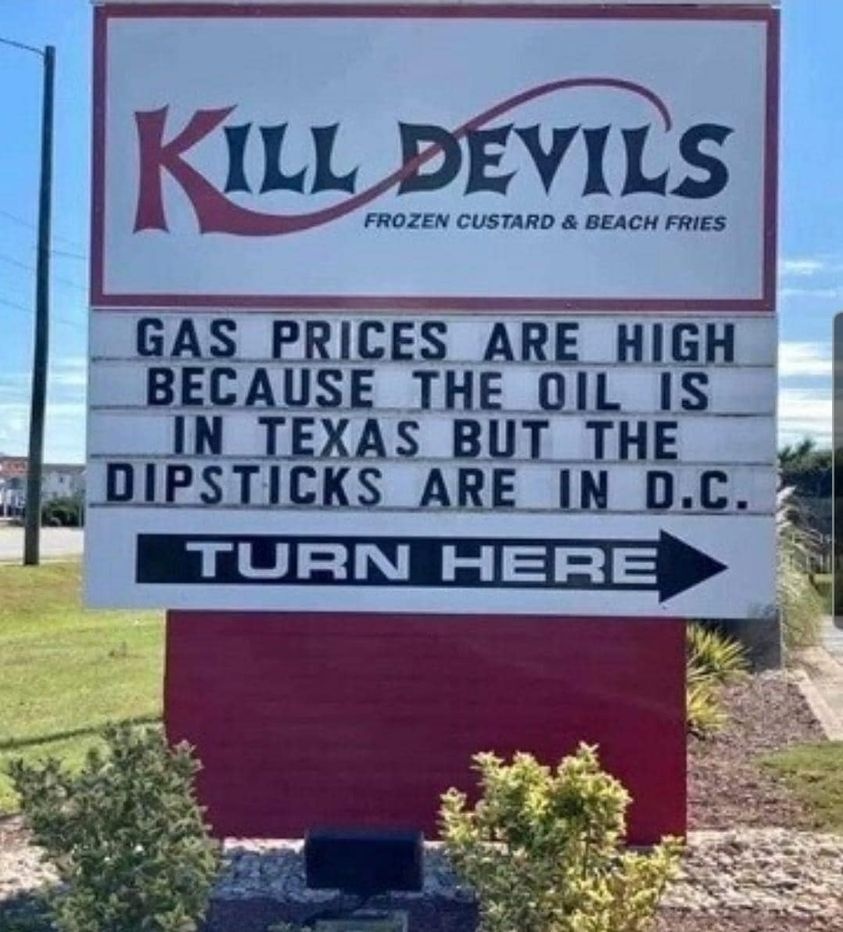 KILL DEVILS
FROZEN CUSTARD & BEACH FRIES
GAS PRICES ARE HIGH
BECAUSE THE OIL IS
IN TEXAS BUT THE
DIPSTICKS ARE IN D.C.
TURN HERE